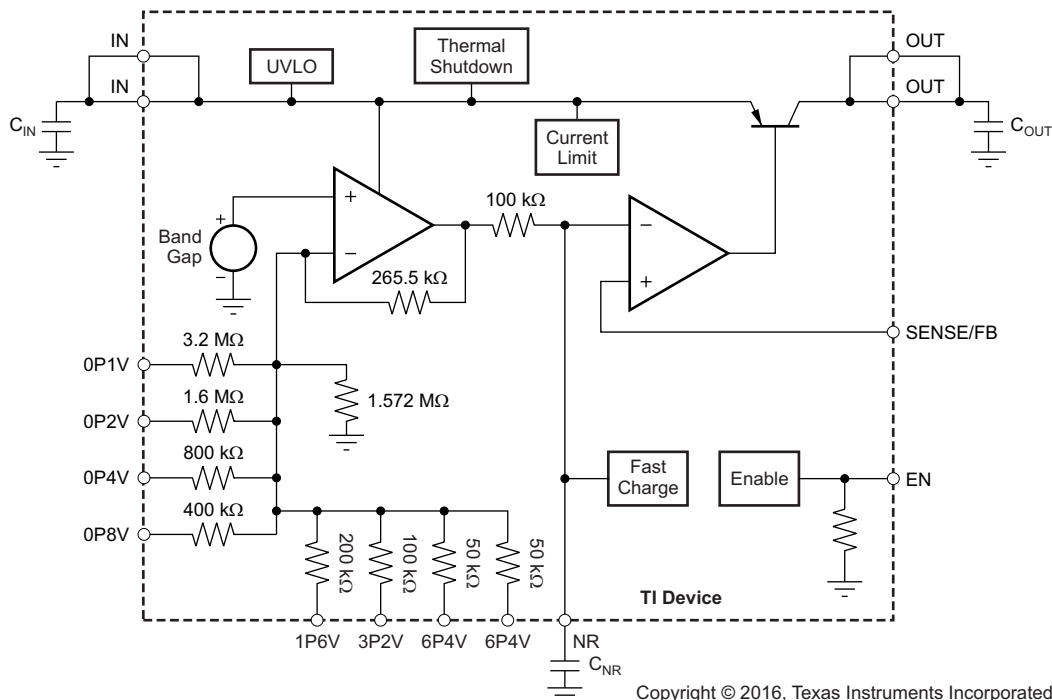 IN
IN
UVLO
Thermal
Shutdown
OUT
OUT
C_IN
Current
Limit
C_OUT
Band
Gap
+
−
+
−
100 kΩ
265.5 kΩ
−
+
SENSE/FB
0P1V
3.2 MΩ
1.572 MΩ
0P2V
1.6 MΩ
0P4V
800 kΩ
0P8V
400 kΩ
Fast
Charge
Enable
EN
200 kΩ
100 kΩ
50 kΩ
50 kΩ
TI Device
1P6V
3P2V
6P4V
6P4V
NR
C_NR
Copyright © 2016, Texas Instruments Incorporated